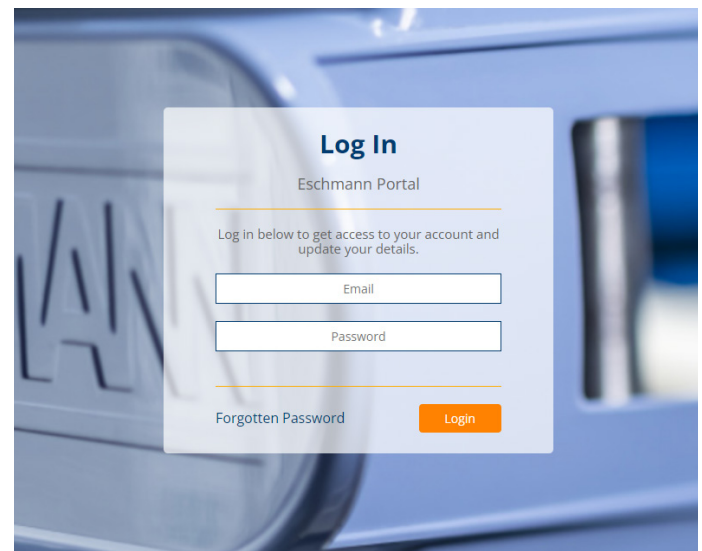 Log In
Eschmann Portal
Log in below to get access to your account and
update your details.
Email
Password
Forgotten Password
Login
MANN